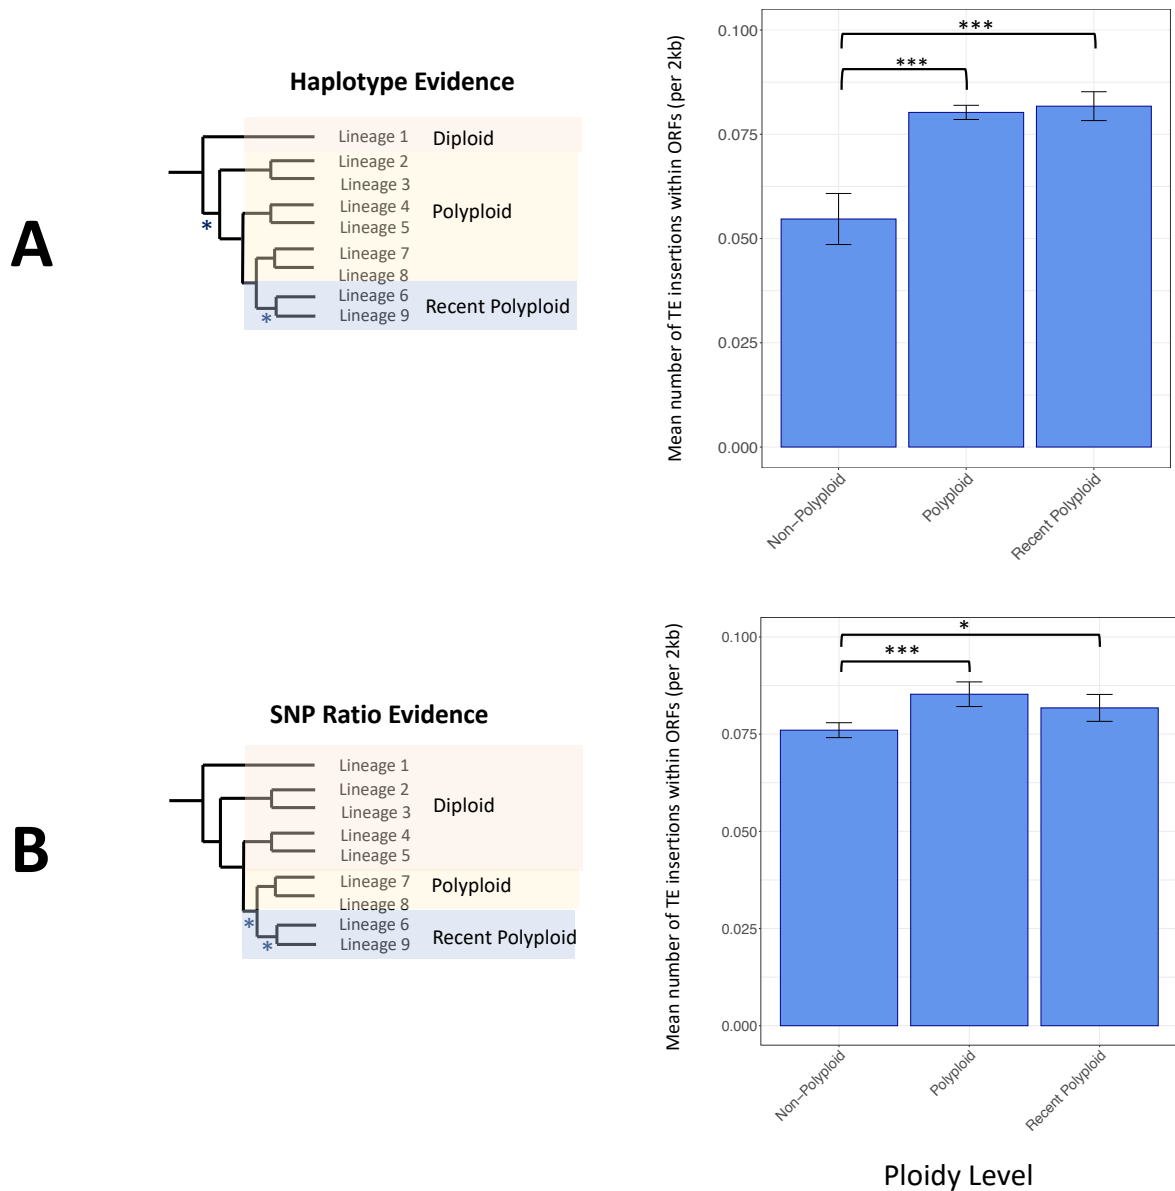 A
Haplotype Evidence
Lineage 1
Diploid
Lineage 2
Lineage 3
Lineage 4
Polyploid
Lineage 5
Lineage 7
Lineage 8
Lineage 6
Recent Polyploid
Lineage 9
*
*
Mean number of TE insertions within ORFs (per 2kb)
0.100
0.075
0.050
0.025
0.000
***
***
Non-Polyploid
Polyploid
Recent Polyploid
B
SNP Ratio Evidence
Lineage 1
Lineage 2
Diploid
Lineage 3
Lineage 4
Lineage 5
Lineage 7
Polyploid
Lineage 8
Lineage 6
Recent Polyploid
Lineage 9
*
*
Mean number of TE insertions within ORFs (per 2kb)
0.100
0.075
0.050
0.025
0.000
*
***
Non-Polyploid
Polyploid
Recent Polyploid
Ploidy Level